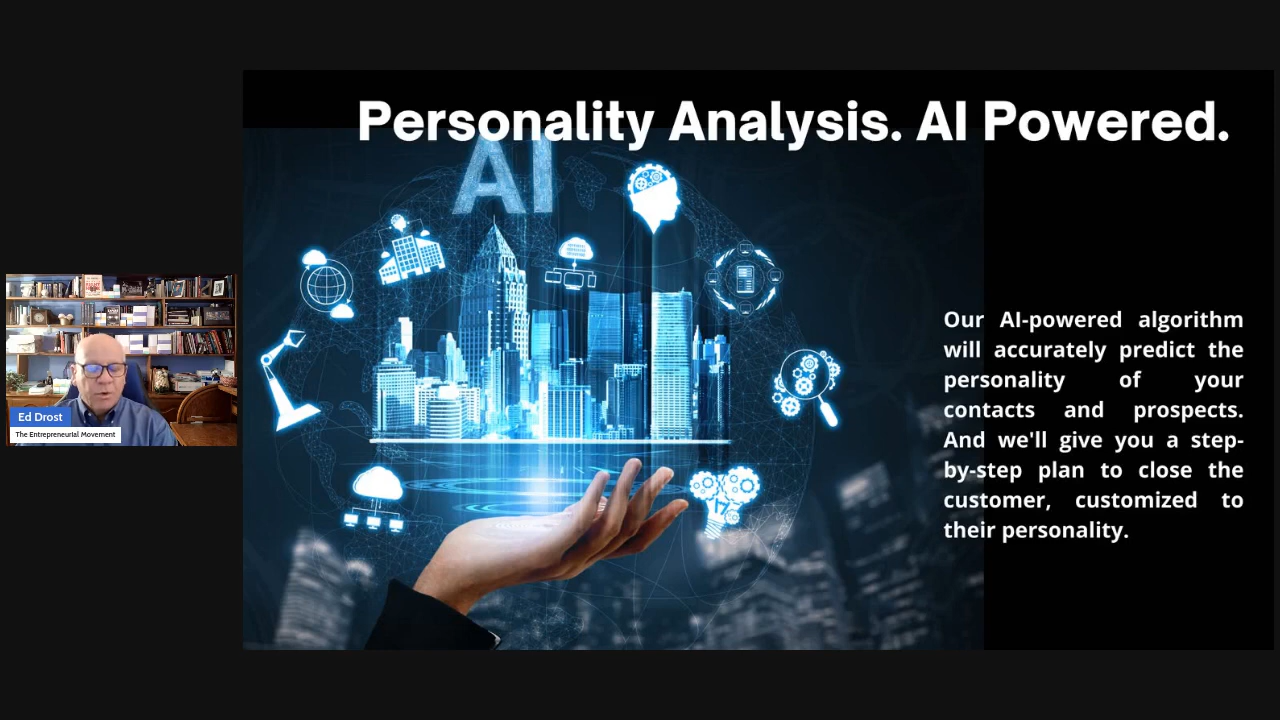 Personality Analysis. AI Powered.
AI
Our AI-powered algorithm
will accurately predict the
personality of your
contacts and prospects.
And we'll give you a step-
by-step plan to close the
customer, customized to
their personality.
Ed Drost
The Entrepreneurial Movement